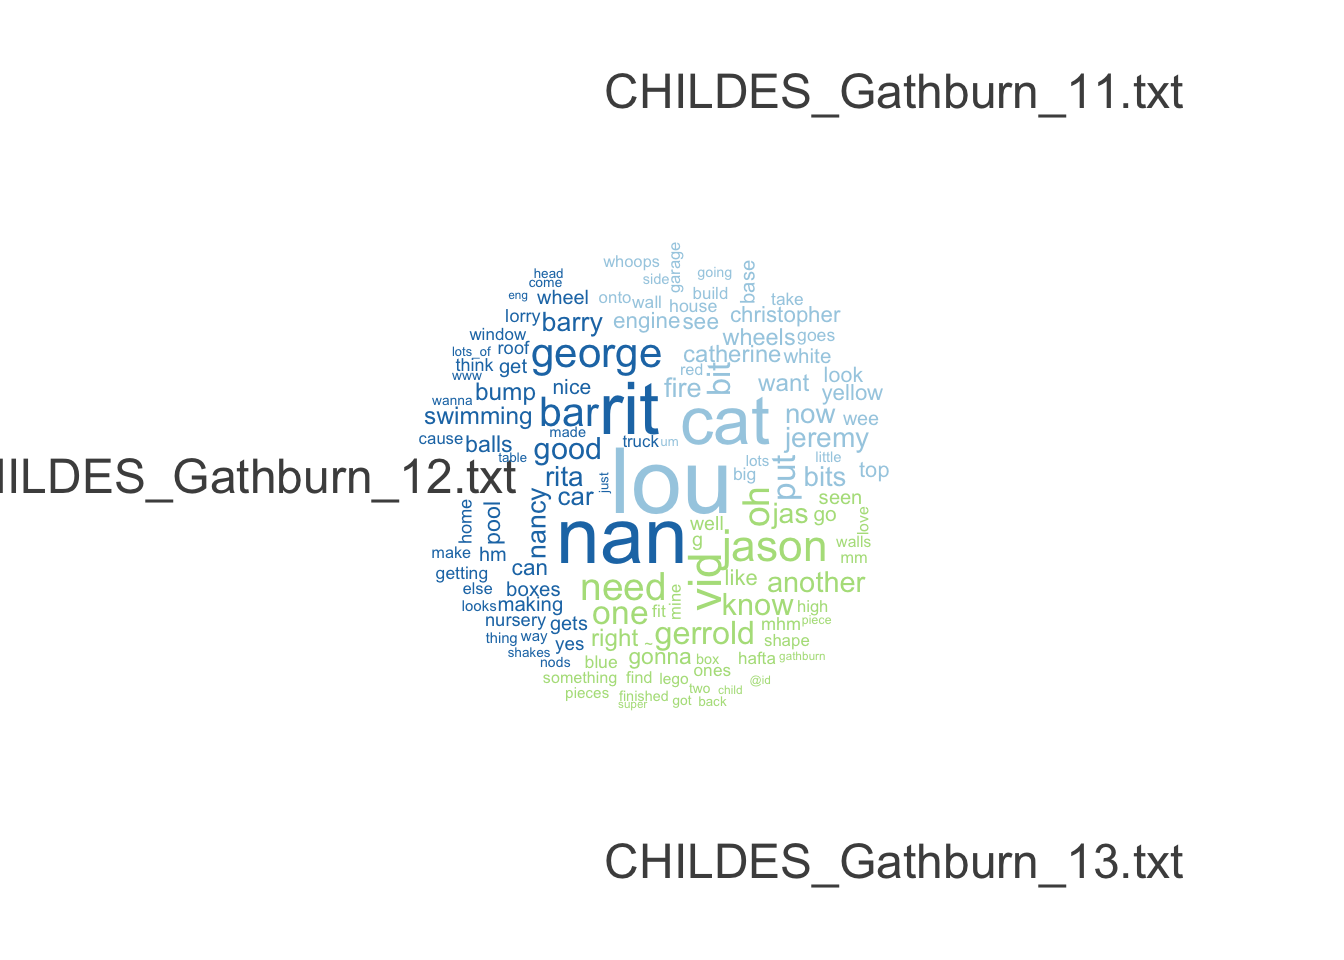 CHILDES_Gathburn_11.txt
whoops
garage
side
going
base
head
come
eng
wheel
onto
wall
house
build
take
lorry
barry
engine
see
christopher
window
roof
george
wheels
goes
lots_of
think
get
catherine
white
www
red
bit
look
bump
nice
rit
fire
want
yellow
wanna
swimming
bar
cat
now
wee
cause
balls
made
good
truck
um
jeremy
table
lots
little
ILDES_Gathburn_12.txt
rita
just
lou
big
put
bits
top
car
nancy
home
pool
oh
jas
go
seen
love
well
g
make
hm
nan
jason
walls
mm
getting
can
vid
like
another
else
boxes
need
looks
making
one
fit
mine
know
high
nursery
gets
gerrold
mhm
piece
thing
way
yes
right
~
shape
shakes
nods
blue
gonna
box
hafta
gathburn
something
find
lego
ones
@id
pieces
finished
two
child
super
got
back
CHILDES_Gathburn_13.txt